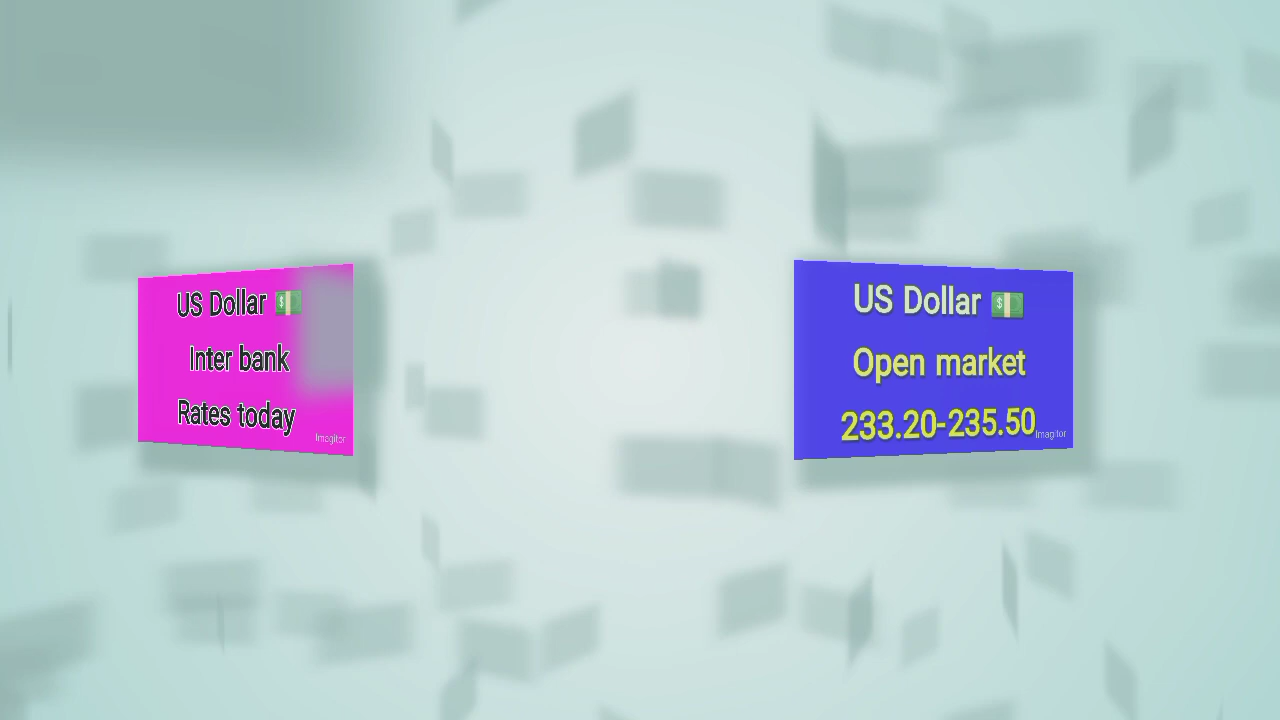 US Dollar 💵
Inter bank
Rates today
Imagitor
US Dollar 💵
Open market
233.20-235.50
Imagitor